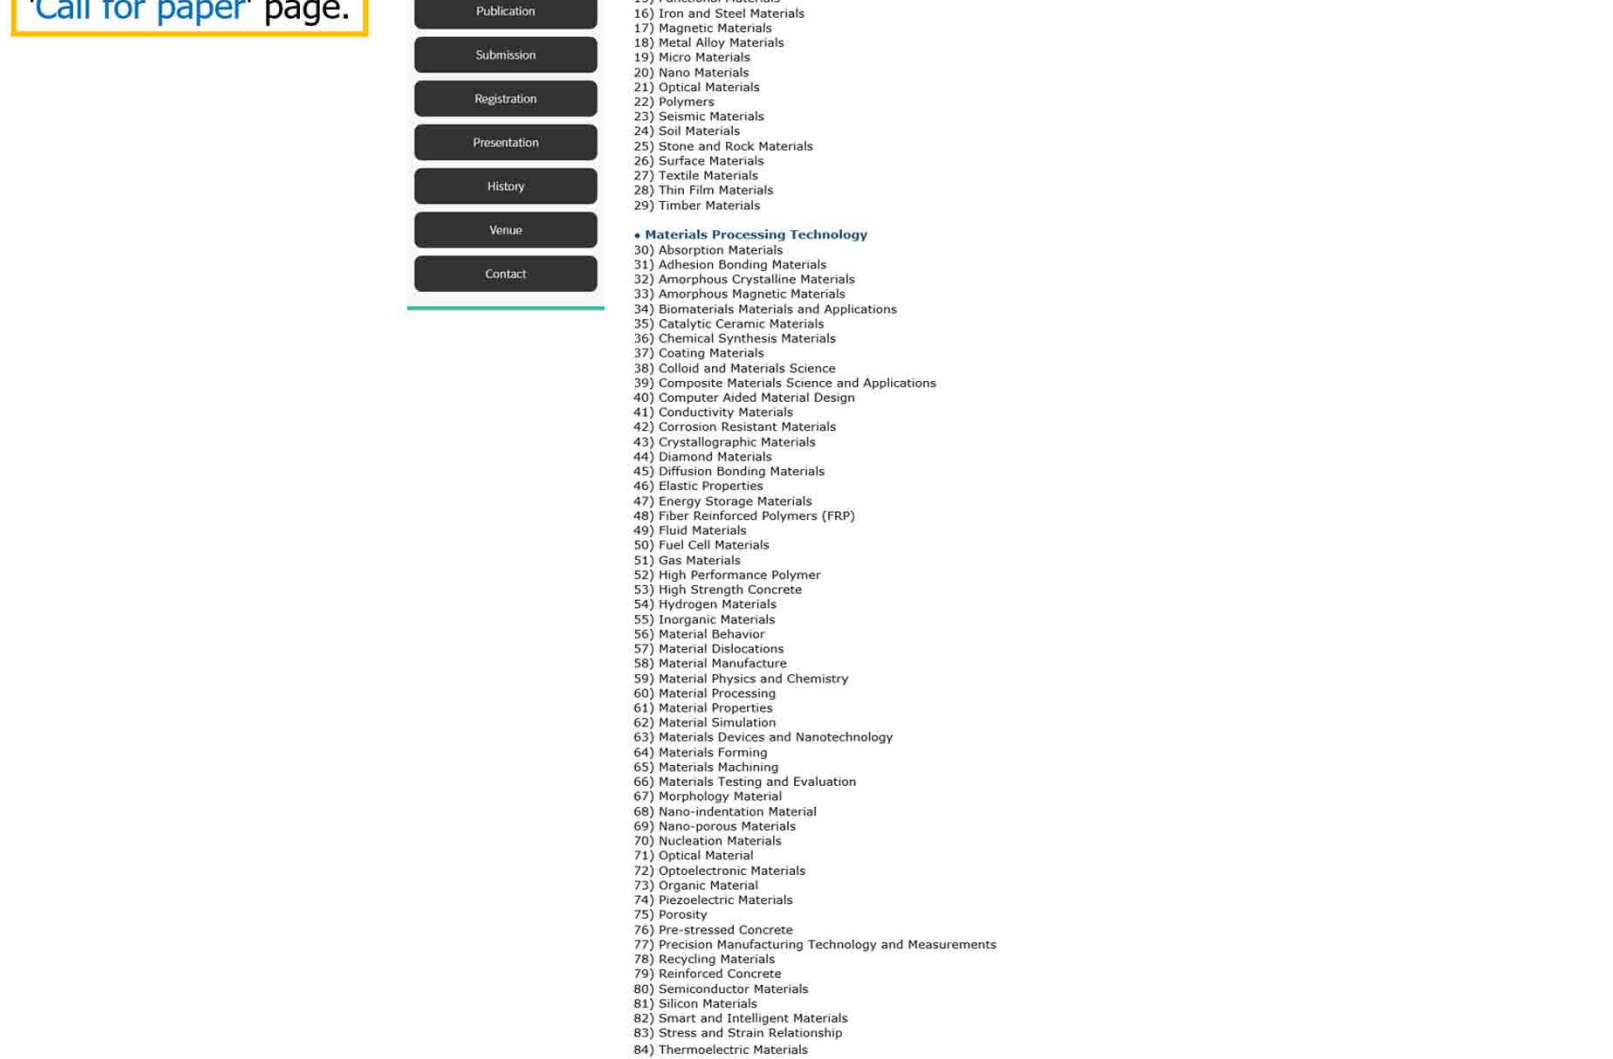 'Call for paper' page.
Publication
Submission
Registration
Presentation
History
Venue
Contact
15) Functional Materials
16) Iron and Steel Materials
17) Magnetic Materials
18) Metal Alloy Materials
19) Micro Materials
20) Nano Materials
21) Optical Materials
22) Polymers
23) Seismic Materials
24) Soil Materials
25) Stone and Rock Materials
26) Surface Materials
27) Textile Materials
28) Thin Film Materials
29) Timber Materials
• Materials Processing Technology
30) Absorption Materials
31) Adhesion Bonding Materials
32) Amorphous Crystalline Materials
33) Amorphous Magnetic Materials
34) Biomaterials Materials and Applications
35) Catalytic Ceramic Materials
36) Chemical Synthesis Materials
37) Coating Materials
38) Colloid and Materials Science
39) Composite Materials Science and Applications
40) Computer Aided Material Design
41) Conductivity Materials
42) Corrosion Resistant Materials
43) Crystallographic Materials
44) Diamond Materials
45) Diffusion Bonding Materials
46) Elastic Properties
47) Energy Storage Materials
48) Fiber Reinforced Polymers (FRP)
49) Fluid Materials
50) Fuel Cell Materials
51) Gas Materials
52) High Performance Polymer
53) High Strength Concrete
54) Hydrogen Materials
55) Inorganic Materials
56) Material Behavior
57) Material Dislocations
58) Material Manufacture
59) Material Physics and Chemistry
60) Material Processing
61) Material Properties
62) Material Simulation
63) Materials Devices and Nanotechnology
64) Materials Forming
65) Materials Machining
66) Materials Testing and Evaluation
67) Morphology Material
68) Nano-indentation Material
69) Nano-porous Materials
70) Nucleation Materials
71) Optical Material
72) Optoelectronic Materials
73) Organic Material
74) Piezoelectric Materials
75) Porosity
76) Pre-stressed Concrete
77) Precision Manufacturing Technology and Measurements
78) Recycling Materials
79) Reinforced Concrete
80) Semiconductor Materials
81) Silicon Materials
82) Smart and Intelligent Materials
83) Stress and Strain Relationship
84) Thermoelectric Materials